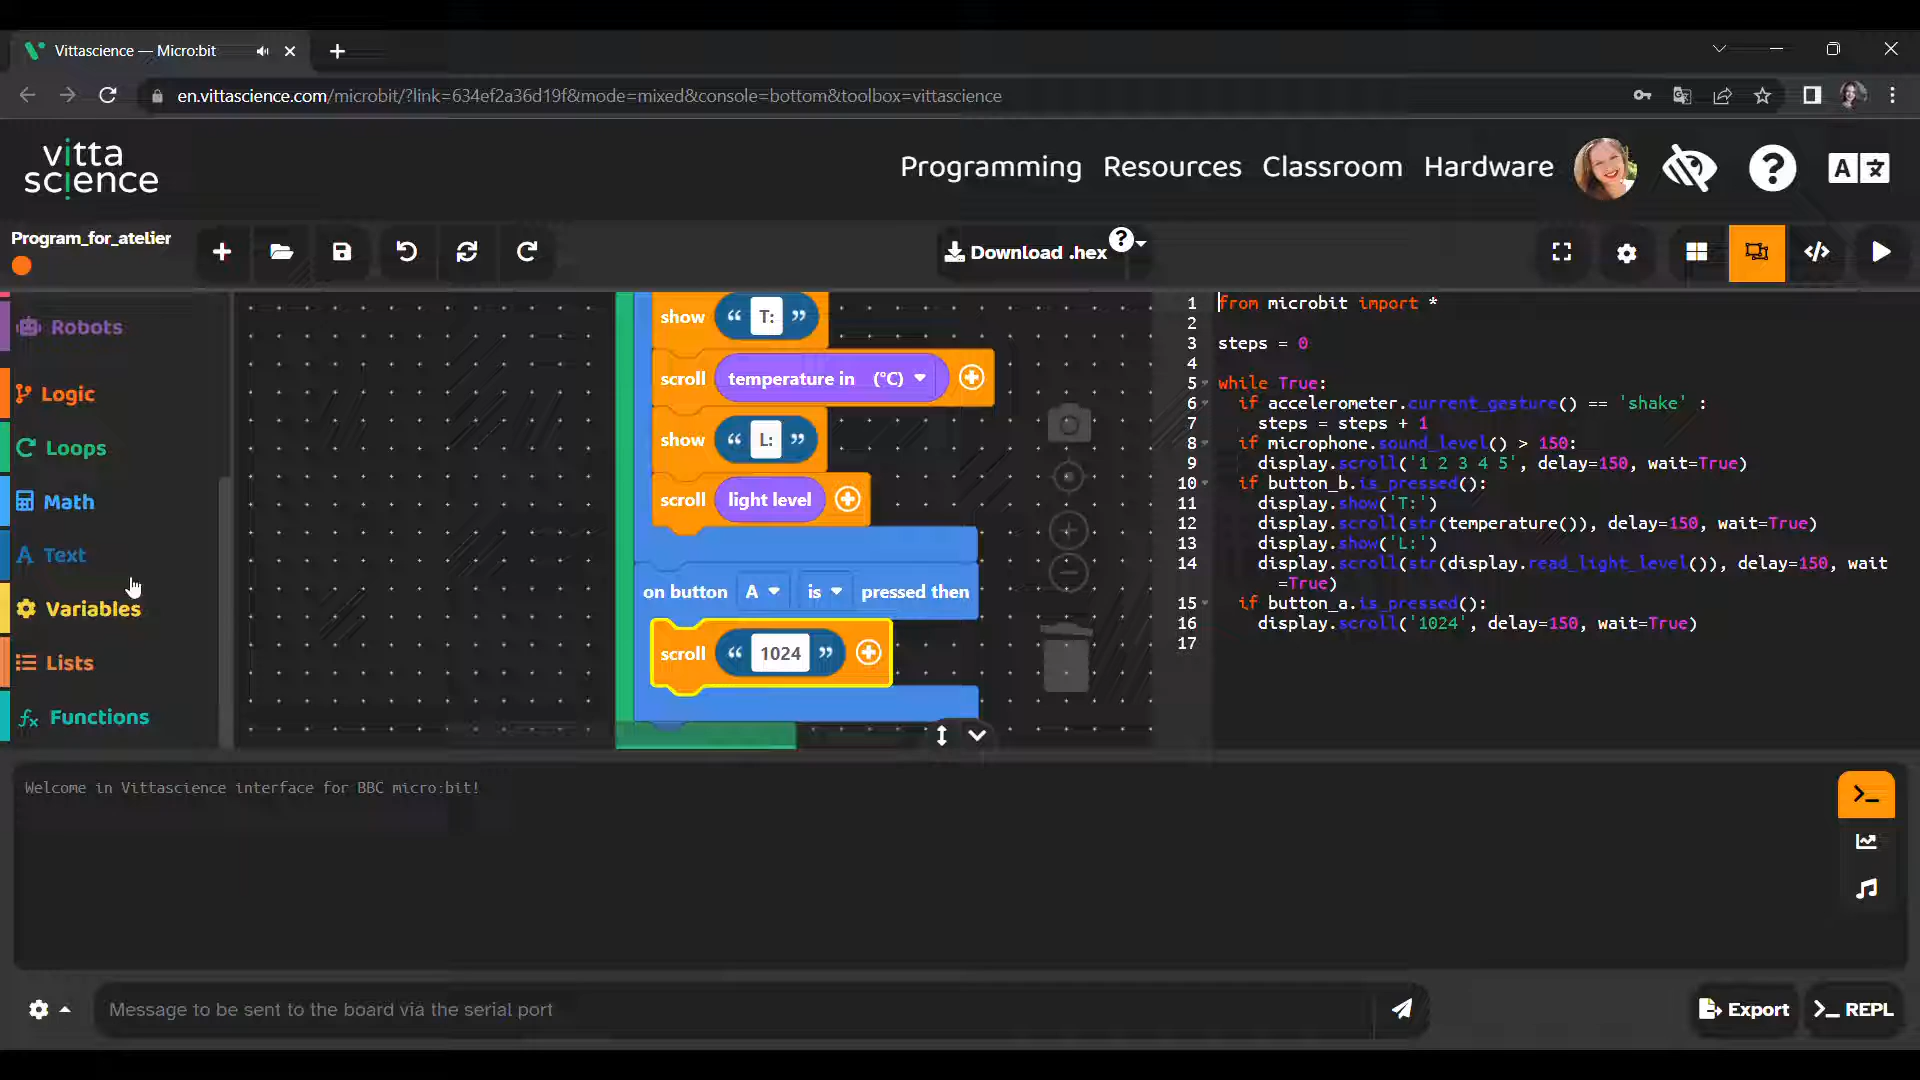 Vittascience — Micro:bit
en.vittascience.com/microbit/?link=634ef2a36d19f&mode=mixed&console=bottom&toolbox=vittascience
vitta
science
Programming Resources Classroom Hardware
A
Program_for_atelier
Download .hex
Robots
Logic
Loops
Math
Text
Variables
Lists
Functions
show “ T: ”
scroll temperature in (°C)
show “ L: ”
scroll light level
on button A is pressed then
scroll “ 1024 ”
1 from microbit import *
2
3 steps = 0
4
5 while True:
6 if accelerometer.current_gesture() == 'shake' :
7 steps = steps + 1
8 if microphone.sound_level() > 150:
9 display.scroll('1 2 3 4 5', delay=150, wait=True)
10 if button_b.is_pressed():
11 display.show('T:')
12 display.scroll(str(temperature()), delay=150, wait=True)
13 display.show('L:')
14 display.scroll(str(display.read_light_level()), delay=150, wait
=True)
15 if button_a.is_pressed():
16 display.scroll('1024', delay=150, wait=True)
17
Welcome in Vittascience interface for BBC micro:bit!
Message to be sent to the board via the serial port
Export
REPL